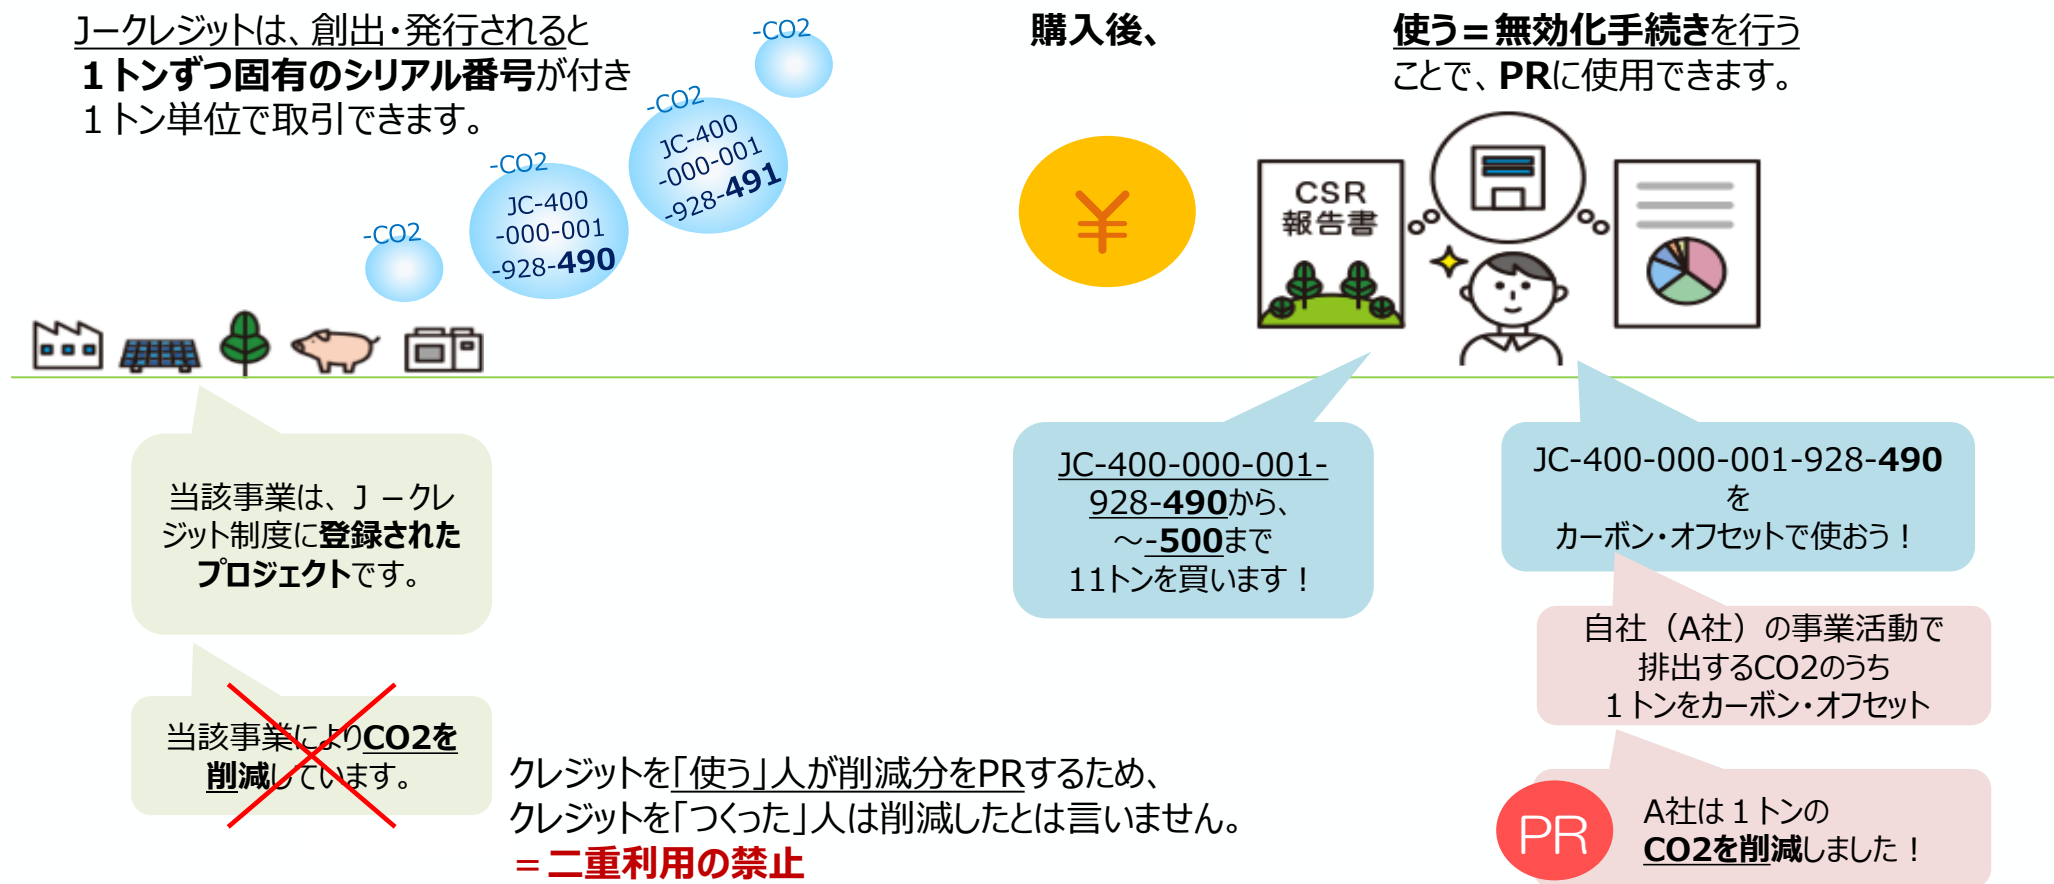 J－クレジットは、創出・発行されると
１トンずつ固有のシリアル番号が付き
１トン単位で取引できます。
-CO2
-CO2
JC-400
-000-001
-928-490
-CO2
JC-400
-000-001
-928-491
-CO2
購入後、
¥
使う＝無効化手続きを行う
ことで、PRに使用できます。
CSR
報告書
当該事業は、J －クレ
ジット制度に登録された
プロジェクトです。
当該事業によりCO2を
削減しています。
クレジットを「使う」人が削減分をPRするため、
クレジットを「つくった」人は削減したとは言いません。
＝二重利用の禁止
JC-400-000-001-
928-490から、
～-500まで
11トンを買います！
JC-400-000-001-928-490
を
カーボン・オフセットで使おう！
自社（A社）の事業活動で
排出するCO2のうち
１トンをカーボン・オフセット
PR
A社は１トンの
CO2を削減しました！